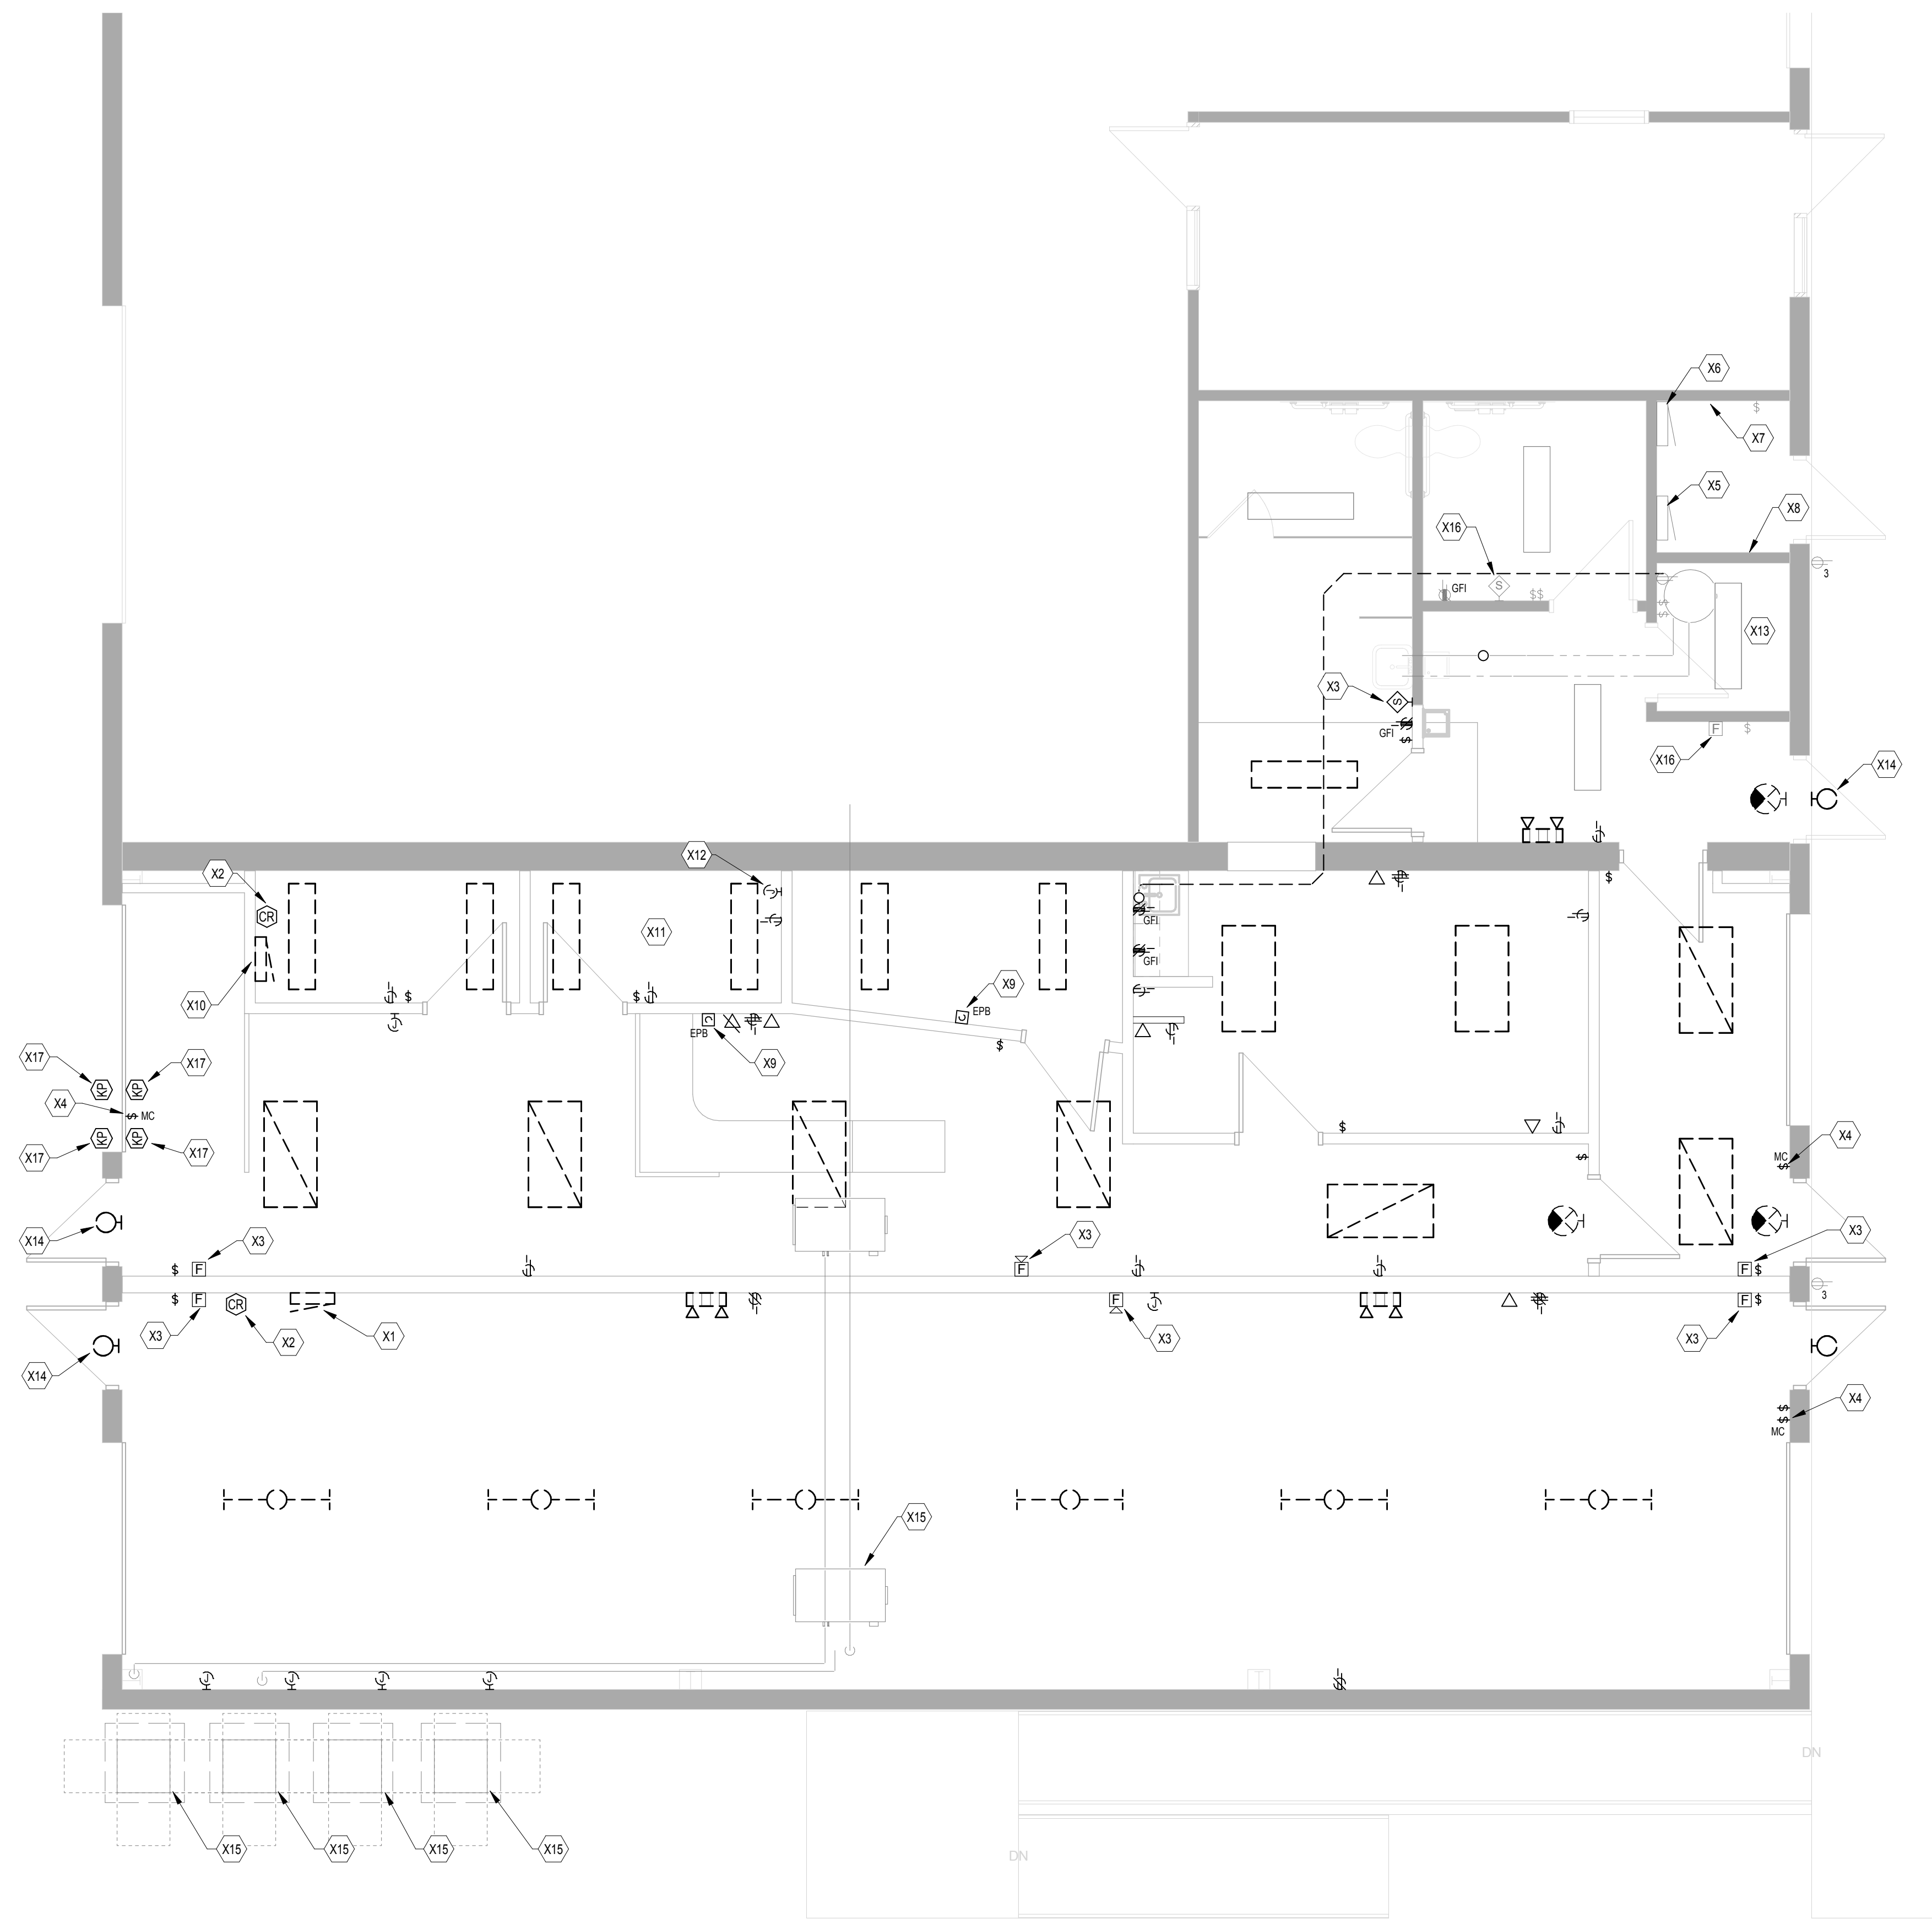 X6
$
X7
X5
X8
X16
S
3
GFI
$$
$
$
X13
X3
S
GFI
$
F
$
X16
X14
X12
X2
$
CR
X11
GFI
X10
GFI
$
$
X9
EPB
C
C
EPB
X9
$
X17
KP
KP
X17
X4
$
MC
$
X17
KP
KP
X17
X4
MC
$
$
X14
X3
X3
X3
$
F
F
F
$
3
$
F
CR
F
F
$
X3
X2
X1
X3
X3
X14
X4
$
$
MC
X15
J
J
J
J
DN
X15
X15
X15
X15
DN